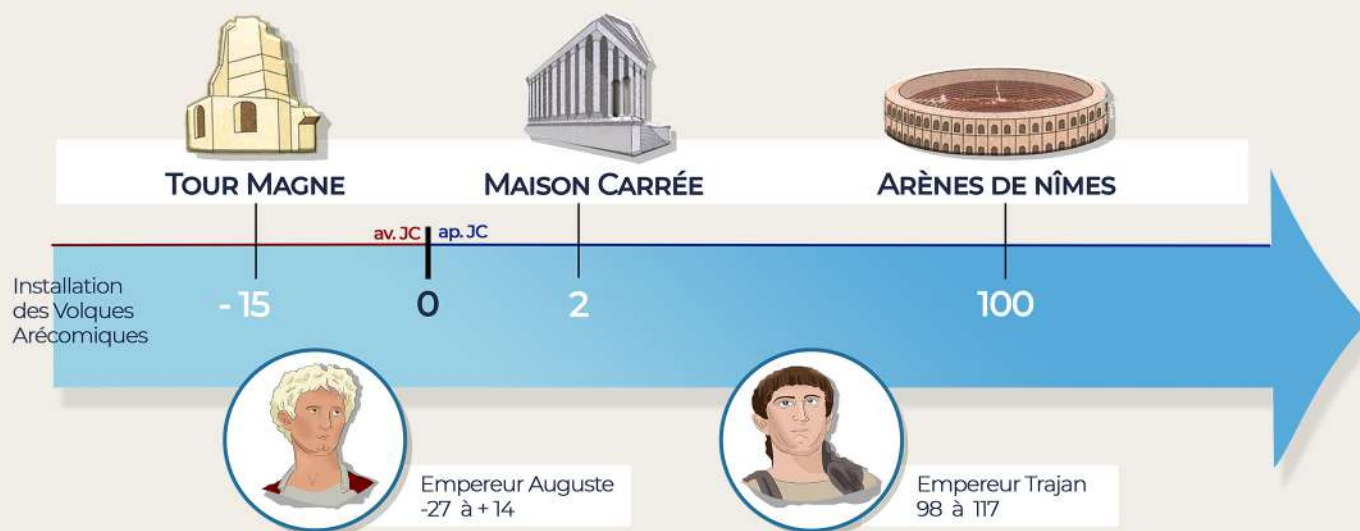 TOUR MAGNE
MAISON CARRÉE
ARÈNES DE NÎMES
av. JC
ap. JC
Installation
des Volques
Arécomiques
- 15
0
2
100
Empereur Auguste
-27 à + 14
Empereur Trajan
98 à 117